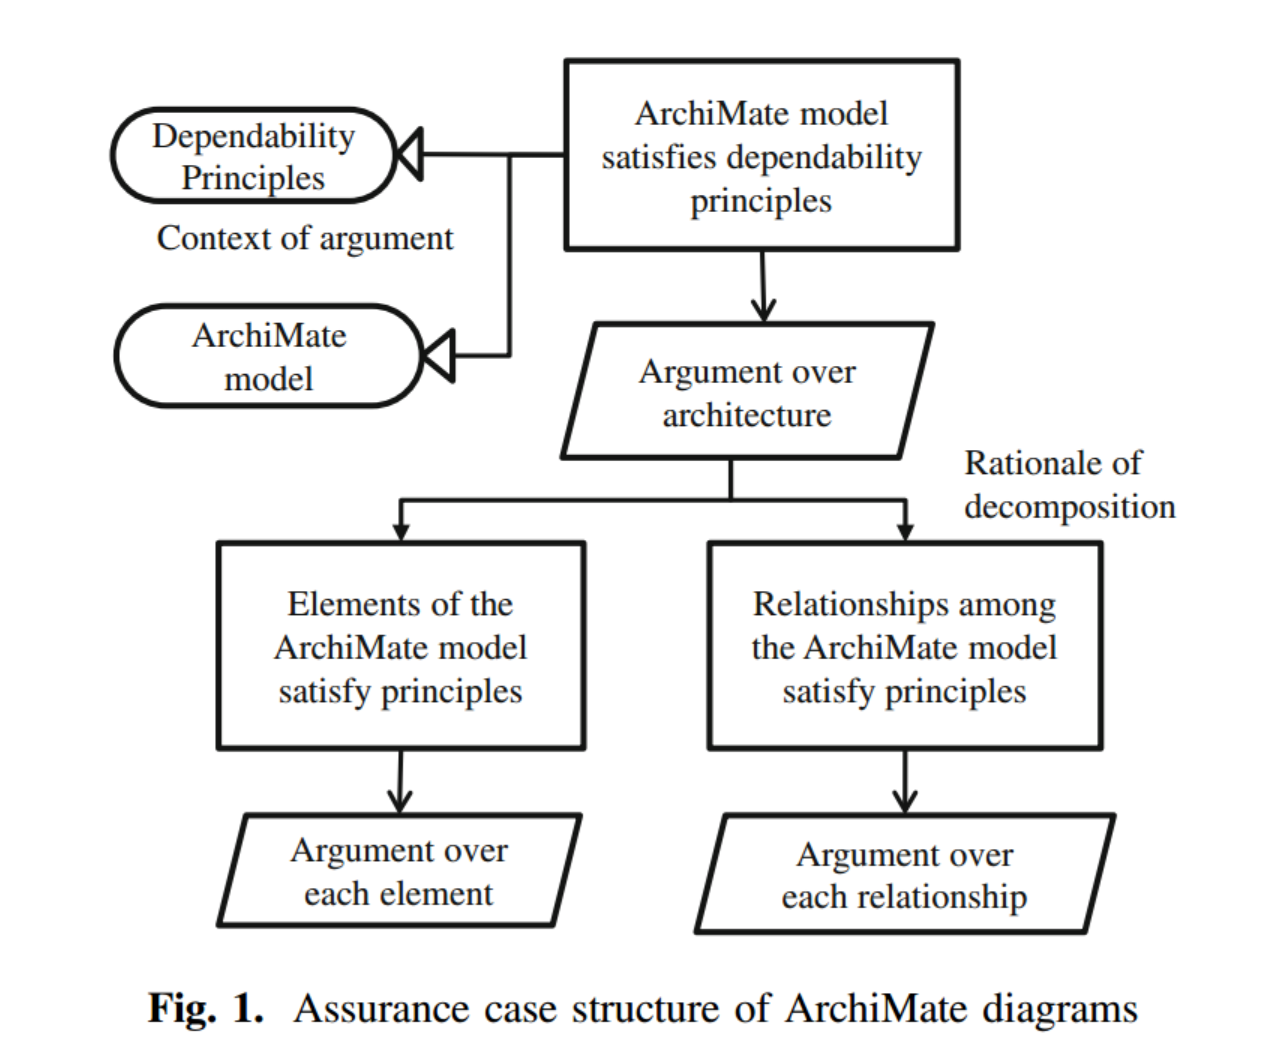 ArchiMate model
satisfies dependability
principles
Dependability
Principles
Context of argument
ArchiMate
model
Argument over
architecture
Rationale of
decomposition
Elements of the
ArchiMate model
satisfy principles
Relationships among
the ArchiMate model
satisfy principles
Argument over
each element
Argument over
each relationship
Fig. 1. Assurance case structure of ArchiMate diagrams